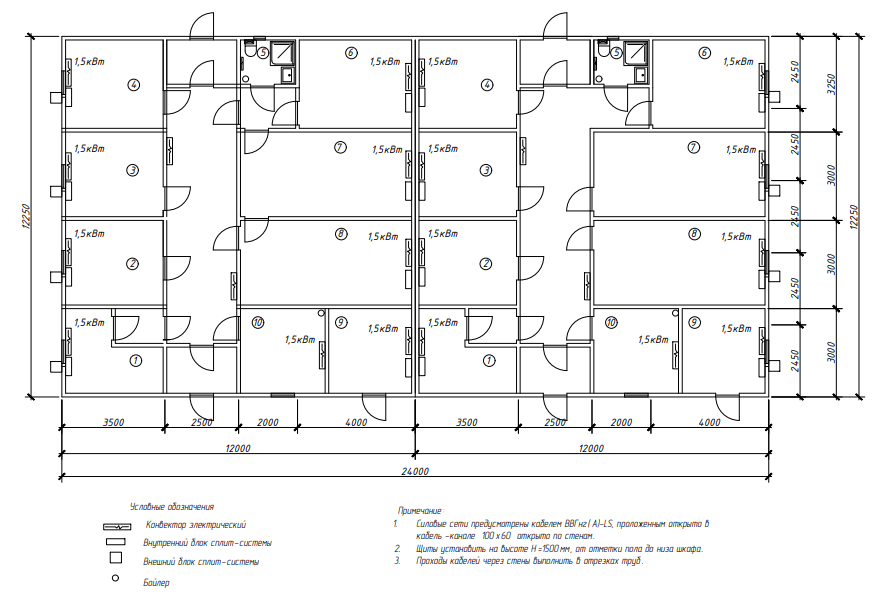 5 6 5 6
1,5кВт 1,5кВт 1,5кВт 1,5кВт
4 4
2450 3250
1,5кВт 7 1,5кВт 1,5кВт 7 1,5кВт
3 3
2450 3000
12250 2450 12250
1,5кВт 8 1,5кВт 1,5кВт 8 1,5кВт
2 2
2450 3000
1,5кВт 10 9 1,5кВт 1,5кВт 10 9 1,5кВт
1,5кВт 1,5кВт
1 1
2450 3000
3500 2500 2000 4000 3500 2500 2000 4000
12000 12000
24000
Условные обозначения
Конвектор электрический
Внутренний блок сплит-системы
Внешний блок сплит-системы
Бойлер
Примечание:
1. Силовые сети предусмотрены кабелем ВВГнг(А)-LS, проложенным открыто в
кабель-канале 100х60 открыто по стенам.
2. Щиты установить на высоте Н=1500мм, от отметки пола до низа шкафа.
3. Проходы кабелей через стены выполнить в отрезках труб.